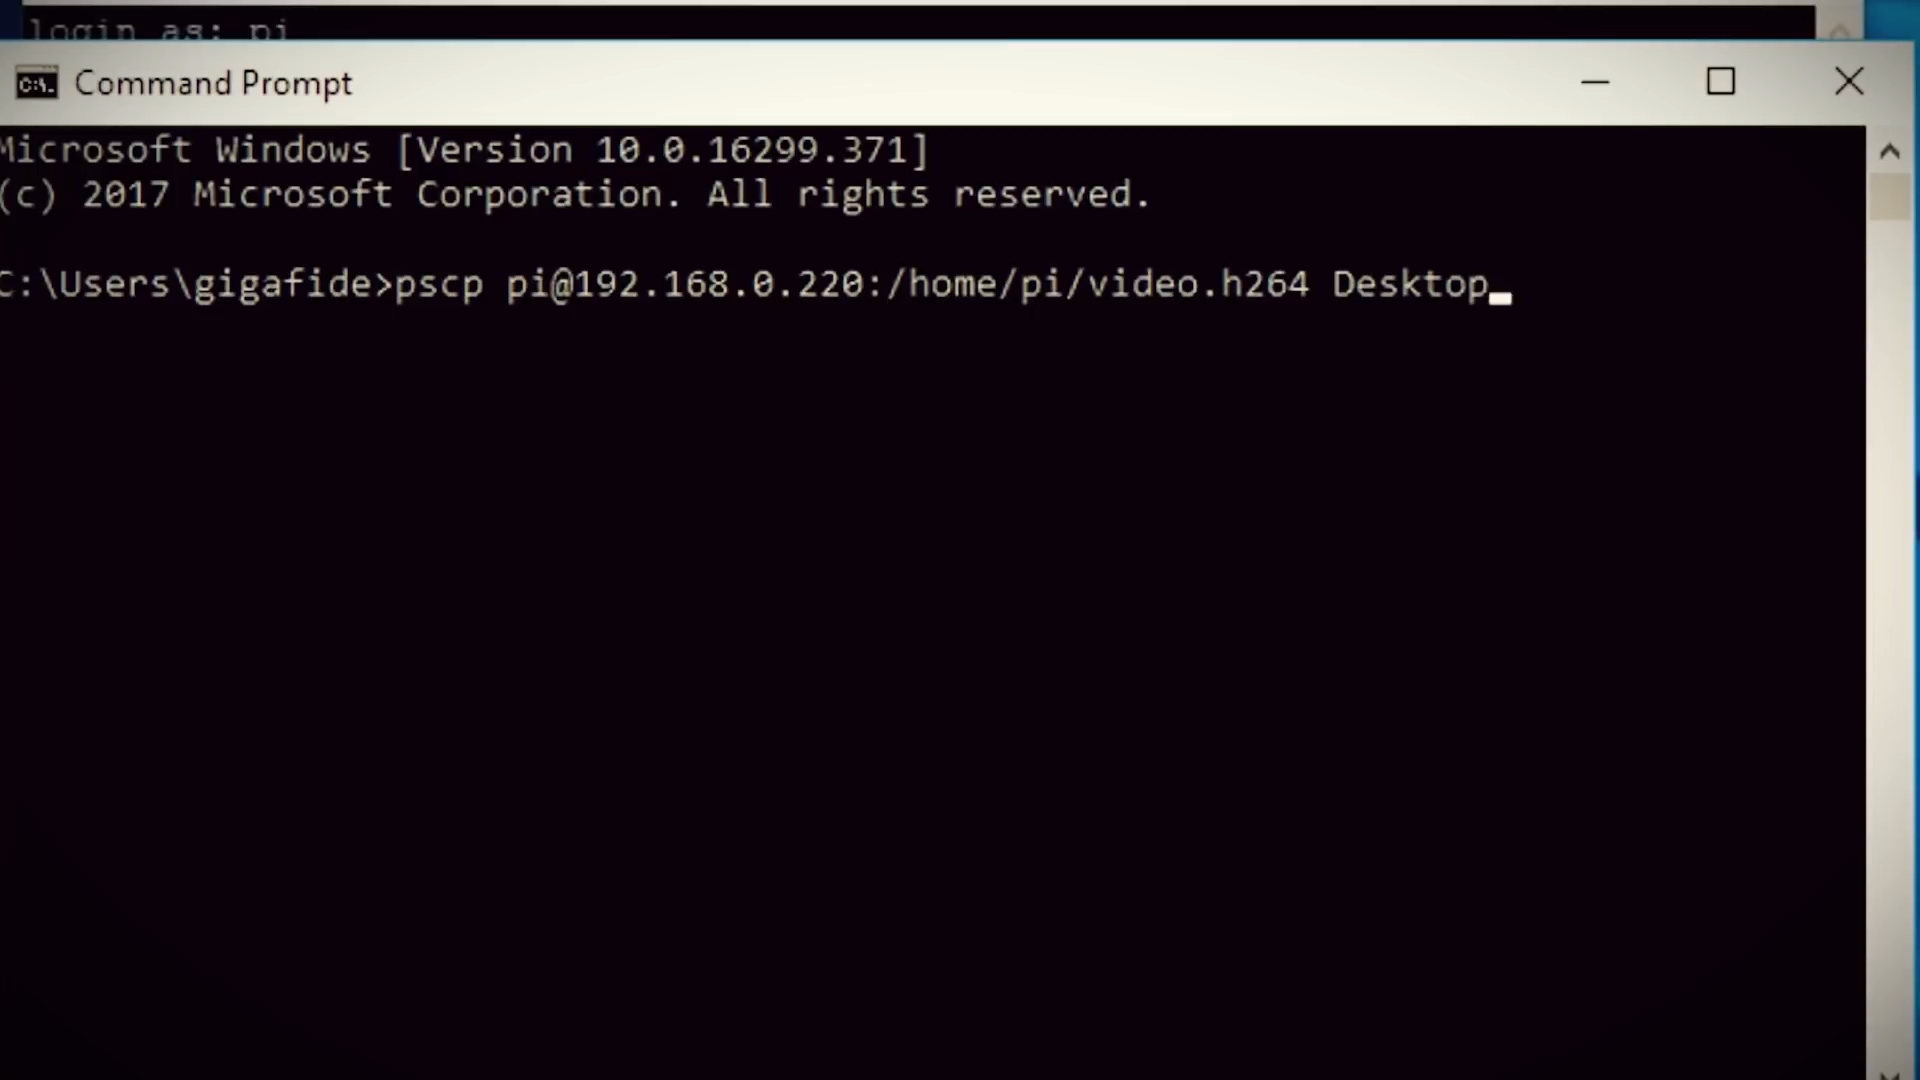 login as: pi
Command Prompt
Microsoft Windows [Version 10.0.16299.371]
(c) 2017 Microsoft Corporation. All rights reserved.
C:\Users\gigafide>pscp pi@192.168.0.220:/home/pi/video.h264 Desktop